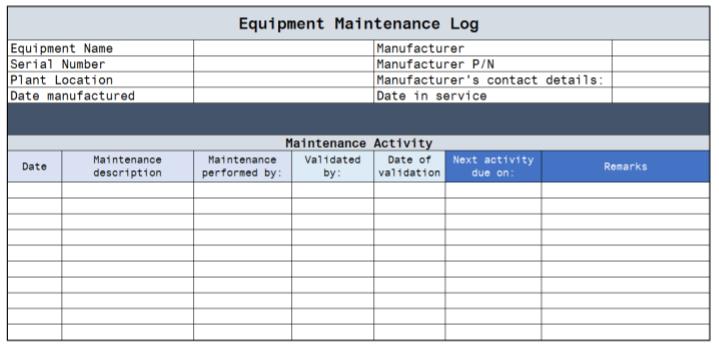 Equipment Maintenance Log
Equipment Name Manufacturer
Serial Number Manufacturer P/N
Plant Location Manufacturer's contact details:
Date manufactured Date in service
Maintenance Activity
Date Maintenance description Maintenance performed by: Validated by: Date of validation Next activity due on: Remarks